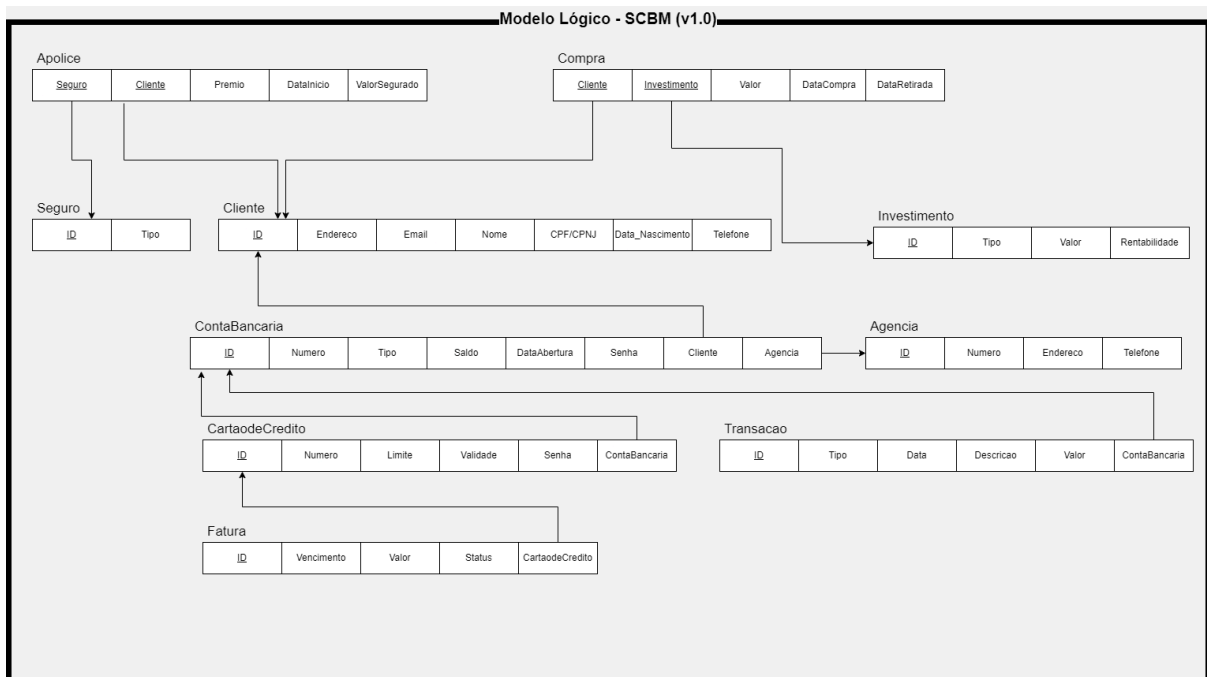 Modelo Lógico - SCBM (v1.0)
Apolice
Seguro Cliente Premio DataInicio ValorSegurado
Compra
Cliente Investimento Valor DataCompra DataRetirada
Seguro
ID Tipo
Cliente
ID Endereco Email Nome CPF/CPNJ Data_Nascimento Telefone
Investimento
ID Tipo Valor Rentabilidade
ContaBancaria
ID Numero Tipo Saldo DataAbertura Senha Cliente Agencia
Agencia
ID Numero Endereco Telefone
CartaodeCredito
ID Numero Limite Validade Senha ContaBancaria
Transacao
ID Tipo Data Descricao Valor ContaBancaria
Fatura
ID Vencimento Valor Status CartaodeCredito